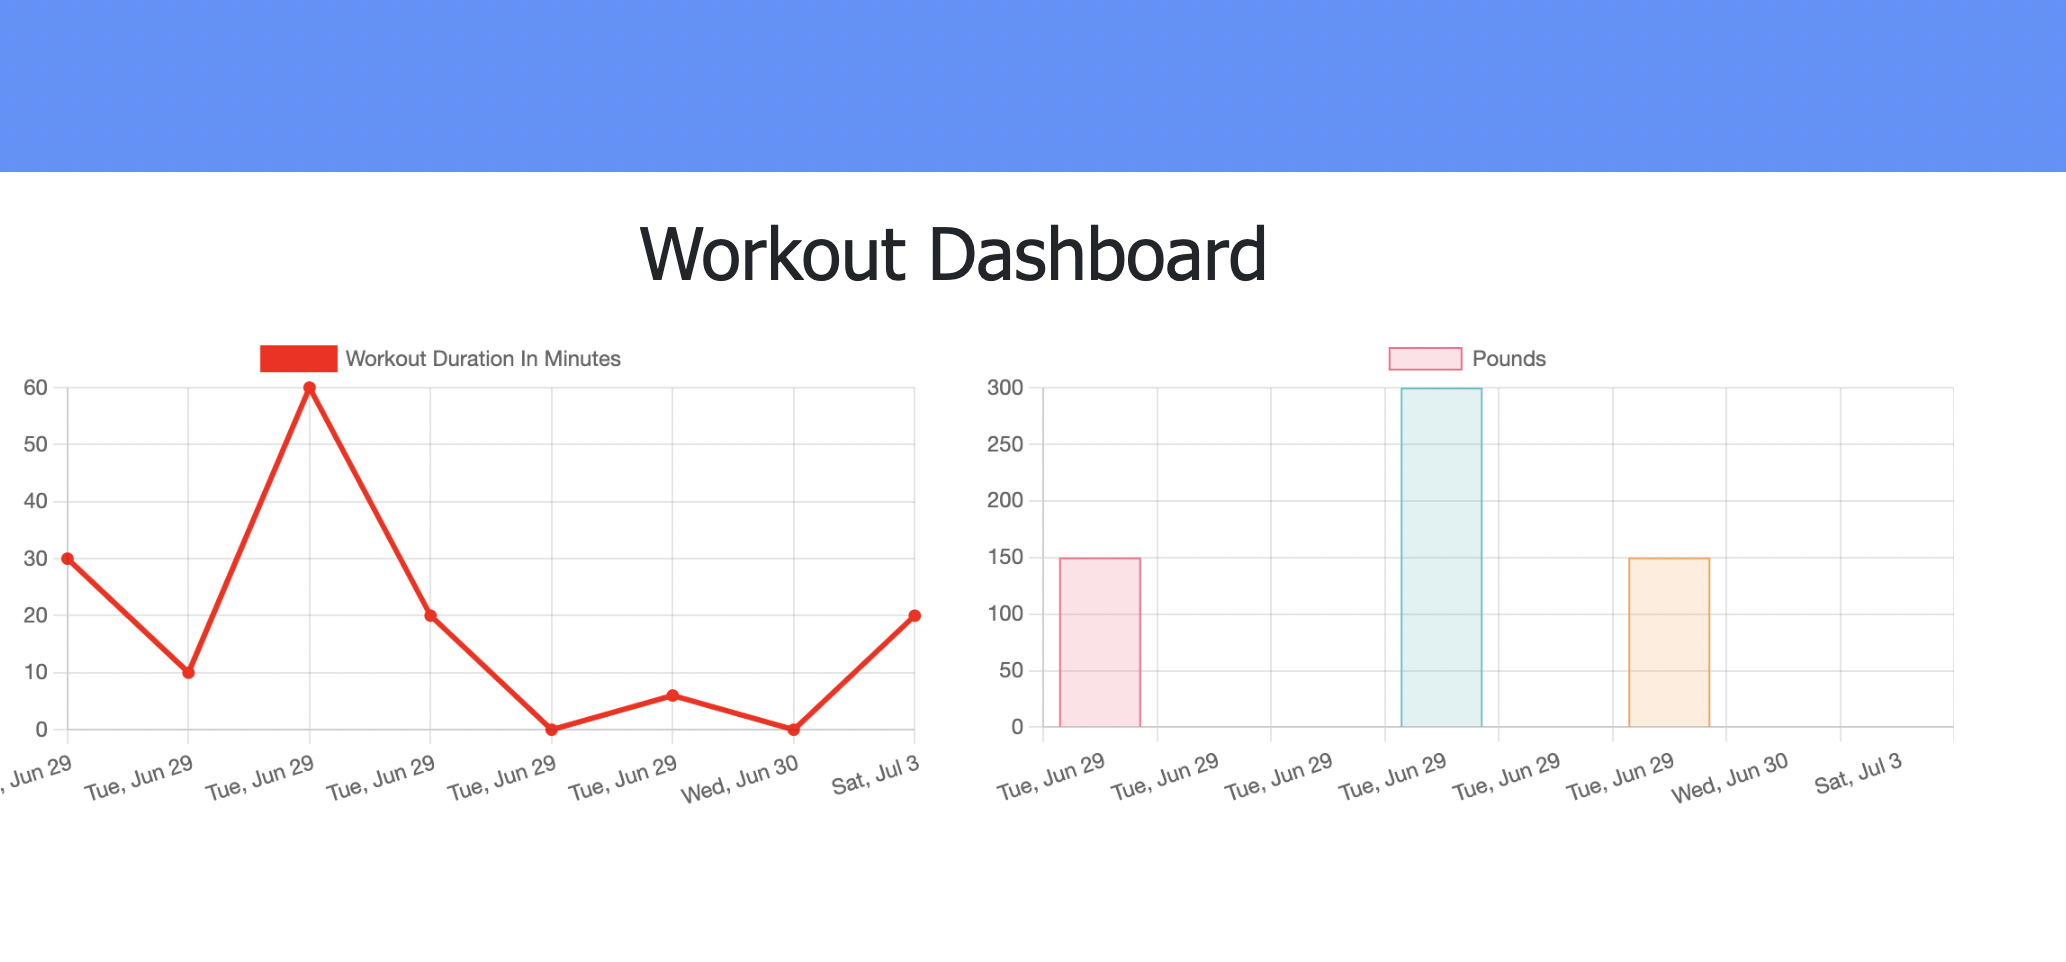 Workout Dashboard
Workout Duration In Minutes
60
50
40
30
20
10
0
, Jun 29
Tue, Jun 29
Tue, Jun 29
Tue, Jun 29
Tue, Jun 29
Tue, Jun 29
Wed, Jun 30
Sat, Jul 3
Pounds
300
250
200
150
100
50
0
Tue, Jun 29
Tue, Jun 29
Tue, Jun 29
Tue, Jun 29
Tue, Jun 29
Tue, Jun 29
Wed, Jun 30
Sat, Jul 3